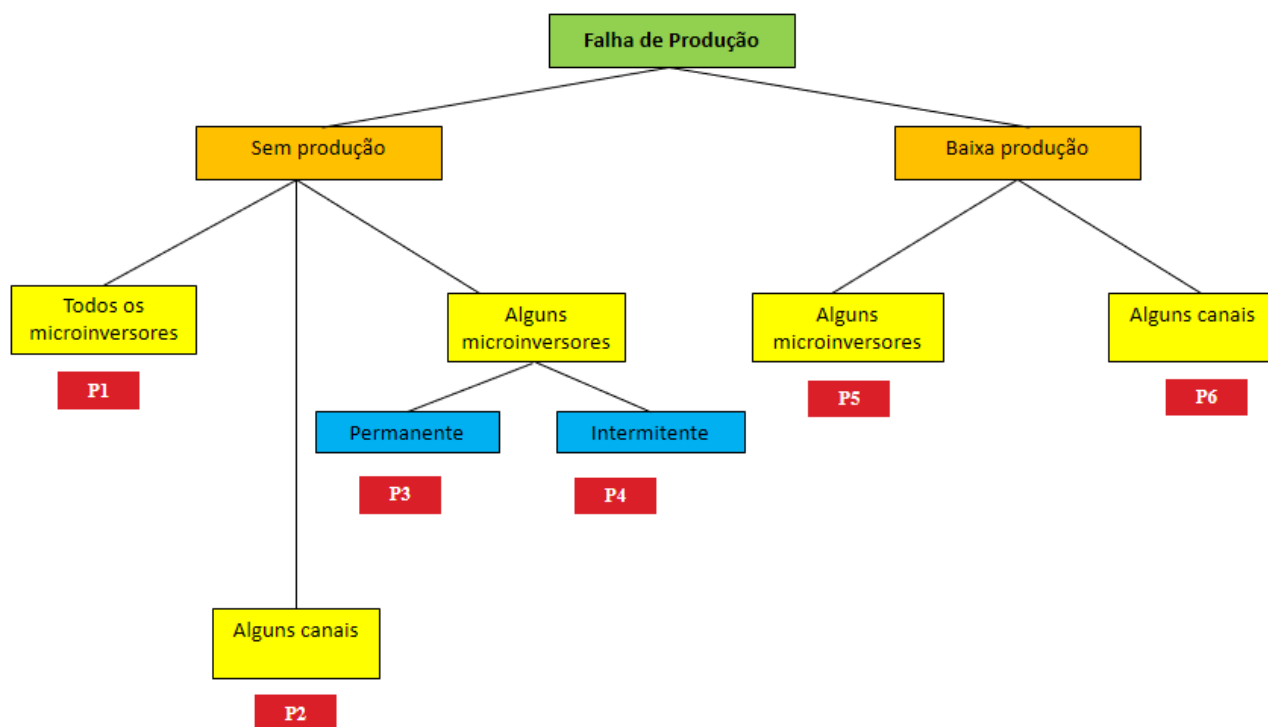 Falha de Produção
Sem produção
Baixa produção
Todos os
microinversores
P1
Alguns
microinversores
Permanente
P3
Intermitente
P4
Alguns canais
P2
Alguns
microinversores
P5
Alguns canais
P6